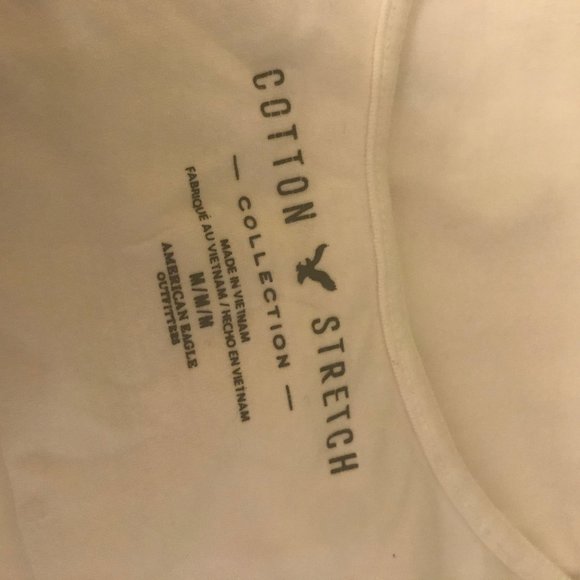 COTTON STRETCH
— COLLECTION —
MADE IN VIETNAM
FABRIQUÉ AU VIETNAM / HECHO EN VIETNAM
M/M/M
AMERICAN EAGLE
OUTFITTERS